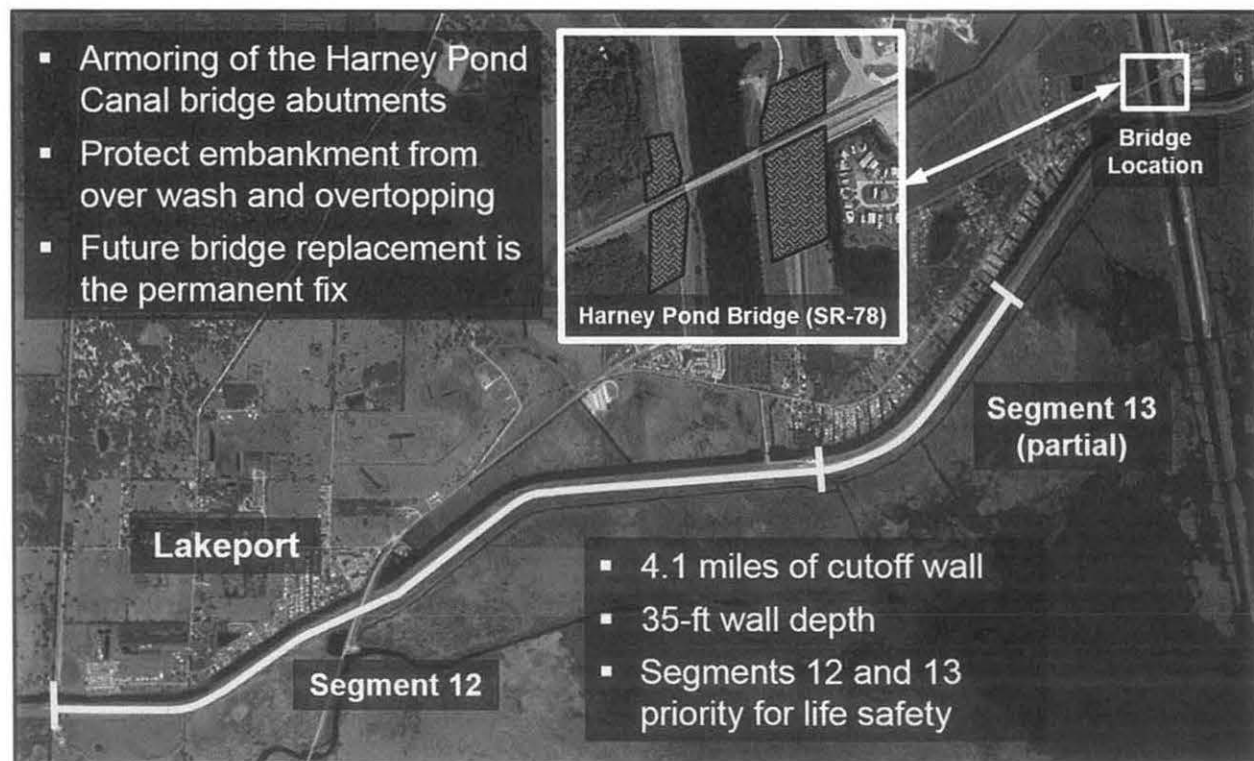 ▪ Armoring of the Harney Pond
Canal bridge abutments
▪ Protect embankment from
over wash and overtopping
▪ Future bridge replacement is
the permanent fix
Harney Pond Bridge (SR-78)
Bridge
Location
Segment 13
(partial)
Lakeport
Segment 12
▪ 4.1 miles of cutoff wall
▪ 35-ft wall depth
▪ Segments 12 and 13
priority for life safety